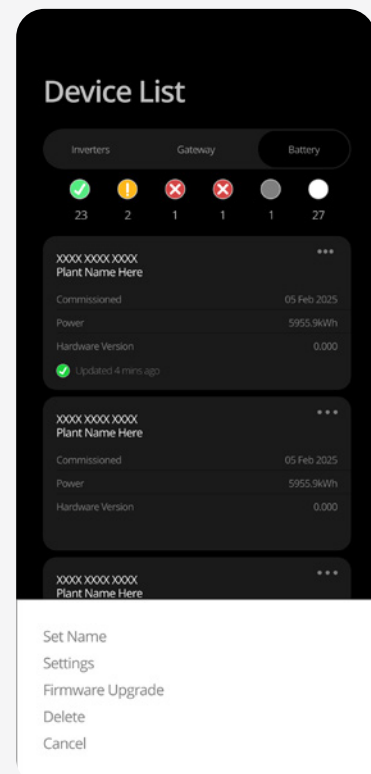 Device List
Inverters Gateway Battery
23 2 1 1 1 27
XXXX XXXX XXXX
Plant Name Here
Commissioned 05 Feb 2025
Power 5955.9kWh
Hardware Version 0.000
Updated 4 mins ago
XXXX XXXX XXXX
Plant Name Here
Commissioned 05 Feb 2025
Power 5955.9kWh
Hardware Version 0.000
XXXX XXXX XXXX
Plant Name Here
Set Name
Settings
Firmware Upgrade
Delete
Cancel